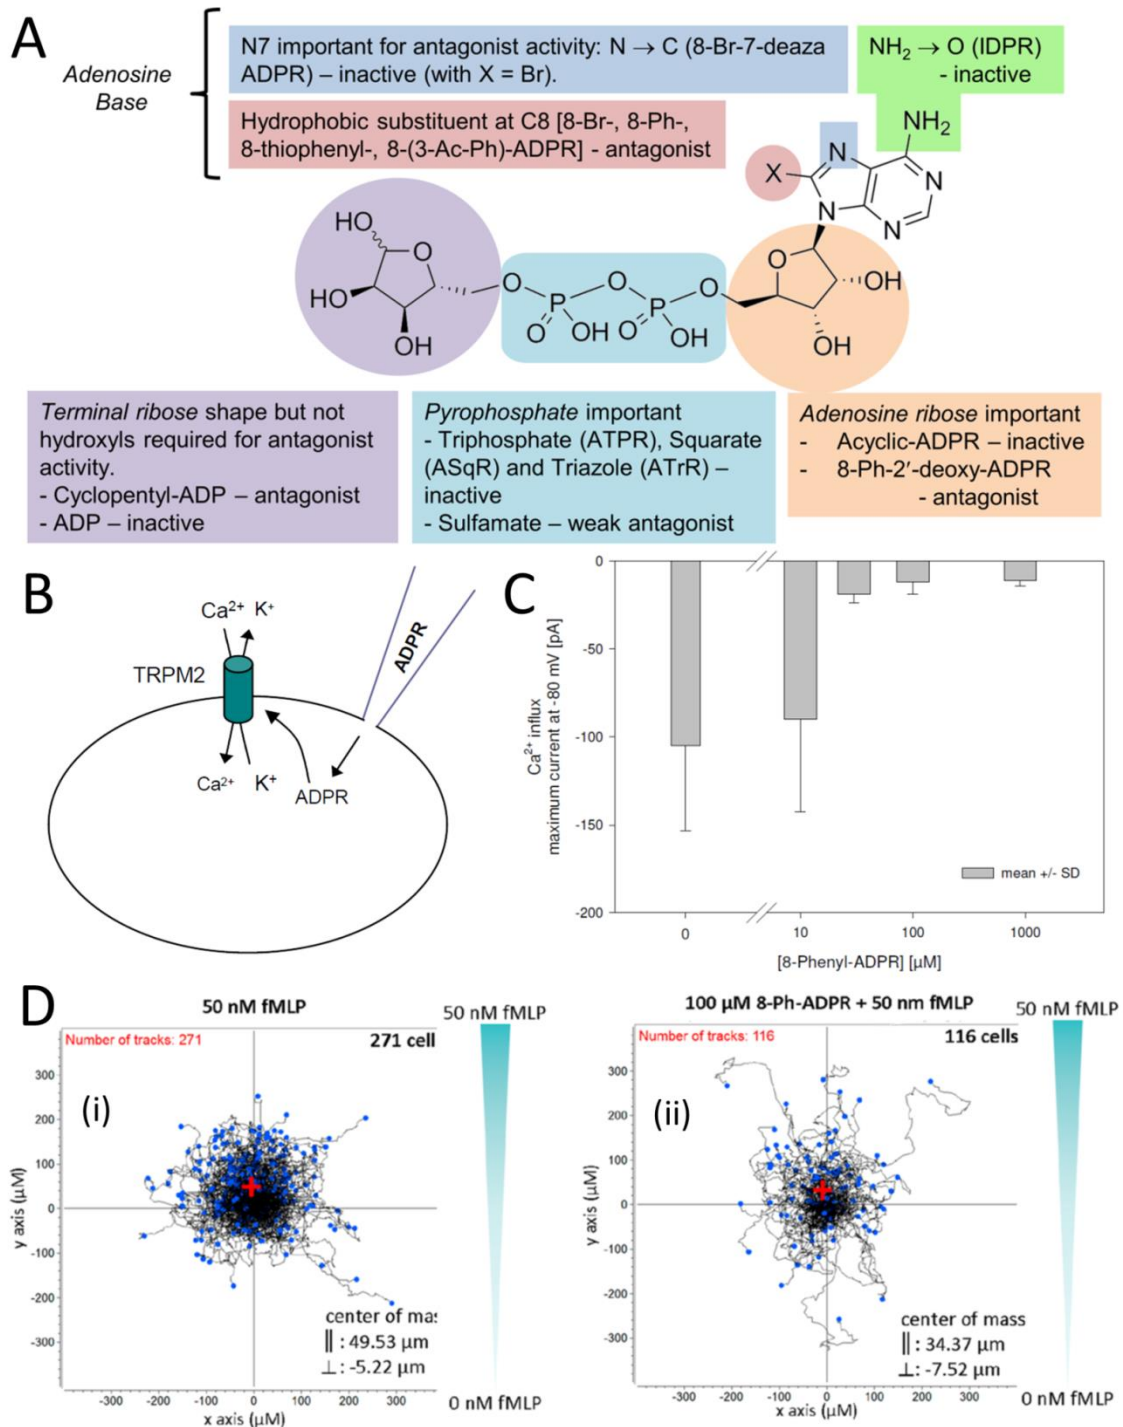 A
Adenosine
Base
N7 important for antagonist activity: N → C (8-Br-7-deaza
ADPR) – inactive (with X = Br).
NH₂ → O (IDPR)
- inactive
Hydrophobic substituent at C8 [8-Br-, 8-Ph-,
8-thiophenyl-, 8-(3-Ac-Ph)-ADPR] - antagonist
NH₂
N
N
X
N
N
HO
O
O
HO
O
O
O
OH
P
P
O
OH
O
OH
OH
OH
Terminal ribose shape but not
hydroxyls required for antagonist
activity.
- Cyclopentyl-ADP – antagonist
- ADP – inactive
Pyrophosphate important
- Triphosphate (ATPR), Squarate
(ASqR) and Triazole (ATrR) –
inactive
- Sulfamate – weak antagonist
Adenosine ribose important
- Acyclic-ADPR – inactive
- 8-Ph-2′-deoxy-ADPR
- antagonist
B
Ca²⁺ K⁺
TRPM2
ADPR
Ca²⁺ K⁺
ADPR
C
0
-50
-100
-150
-200
Ca²⁺ influx
maximum current at -80 mV [pA]
mean +/- SD
0 10 100 1000
[8-Phenyl-ADPR] [µM]
D
50 nM fMLP
50 nM fMLP
Number of tracks: 271
271 cell
(i)
300
200
100
0
-100
-200
-300
y axis (µM)
center of mas
∥ : 49.53 µm
⊥ : -5.22 µm
-200 -100 0 100 200 300
x axis (µM)
0 nM fMLP
100 µM 8-Ph-ADPR + 50 nm fMLP
50 nM fMLP
Number of tracks: 116
116 cells
(ii)
300
200
100
0
-100
-200
-300
y axis (µM)
center of mass
∥ : 34.37 µm
⊥ : -7.52 µm
-300 -200 -100 0 100 200 300
x axis (µM)
0 nM fMLP